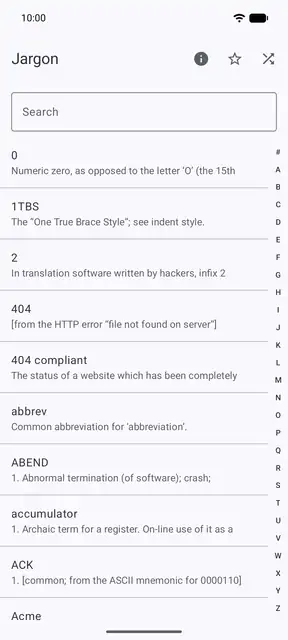 10:00
Jargon
Search
0
Numeric zero, as opposed to the letter ‘O’ (the 15th
1TBS
The “One True Brace Style”; see indent style.
2
In translation software written by hackers, infix 2
404
[from the HTTP error “file not found on server”]
404 compliant
The status of a website which has been completely
abbrev
Common abbreviation for ‘abbreviation’.
ABEND
1. Abnormal termination (of software); crash;
accumulator
1. Archaic term for a register. On-line use of it as a
ACK
1. [common; from the ASCII mnemonic for 0000110]
Acme
#
A
B
C
D
E
F
G
H
I
J
K
L
M
N
O
P
Q
R
S
T
U
V
W
X
Y
Z